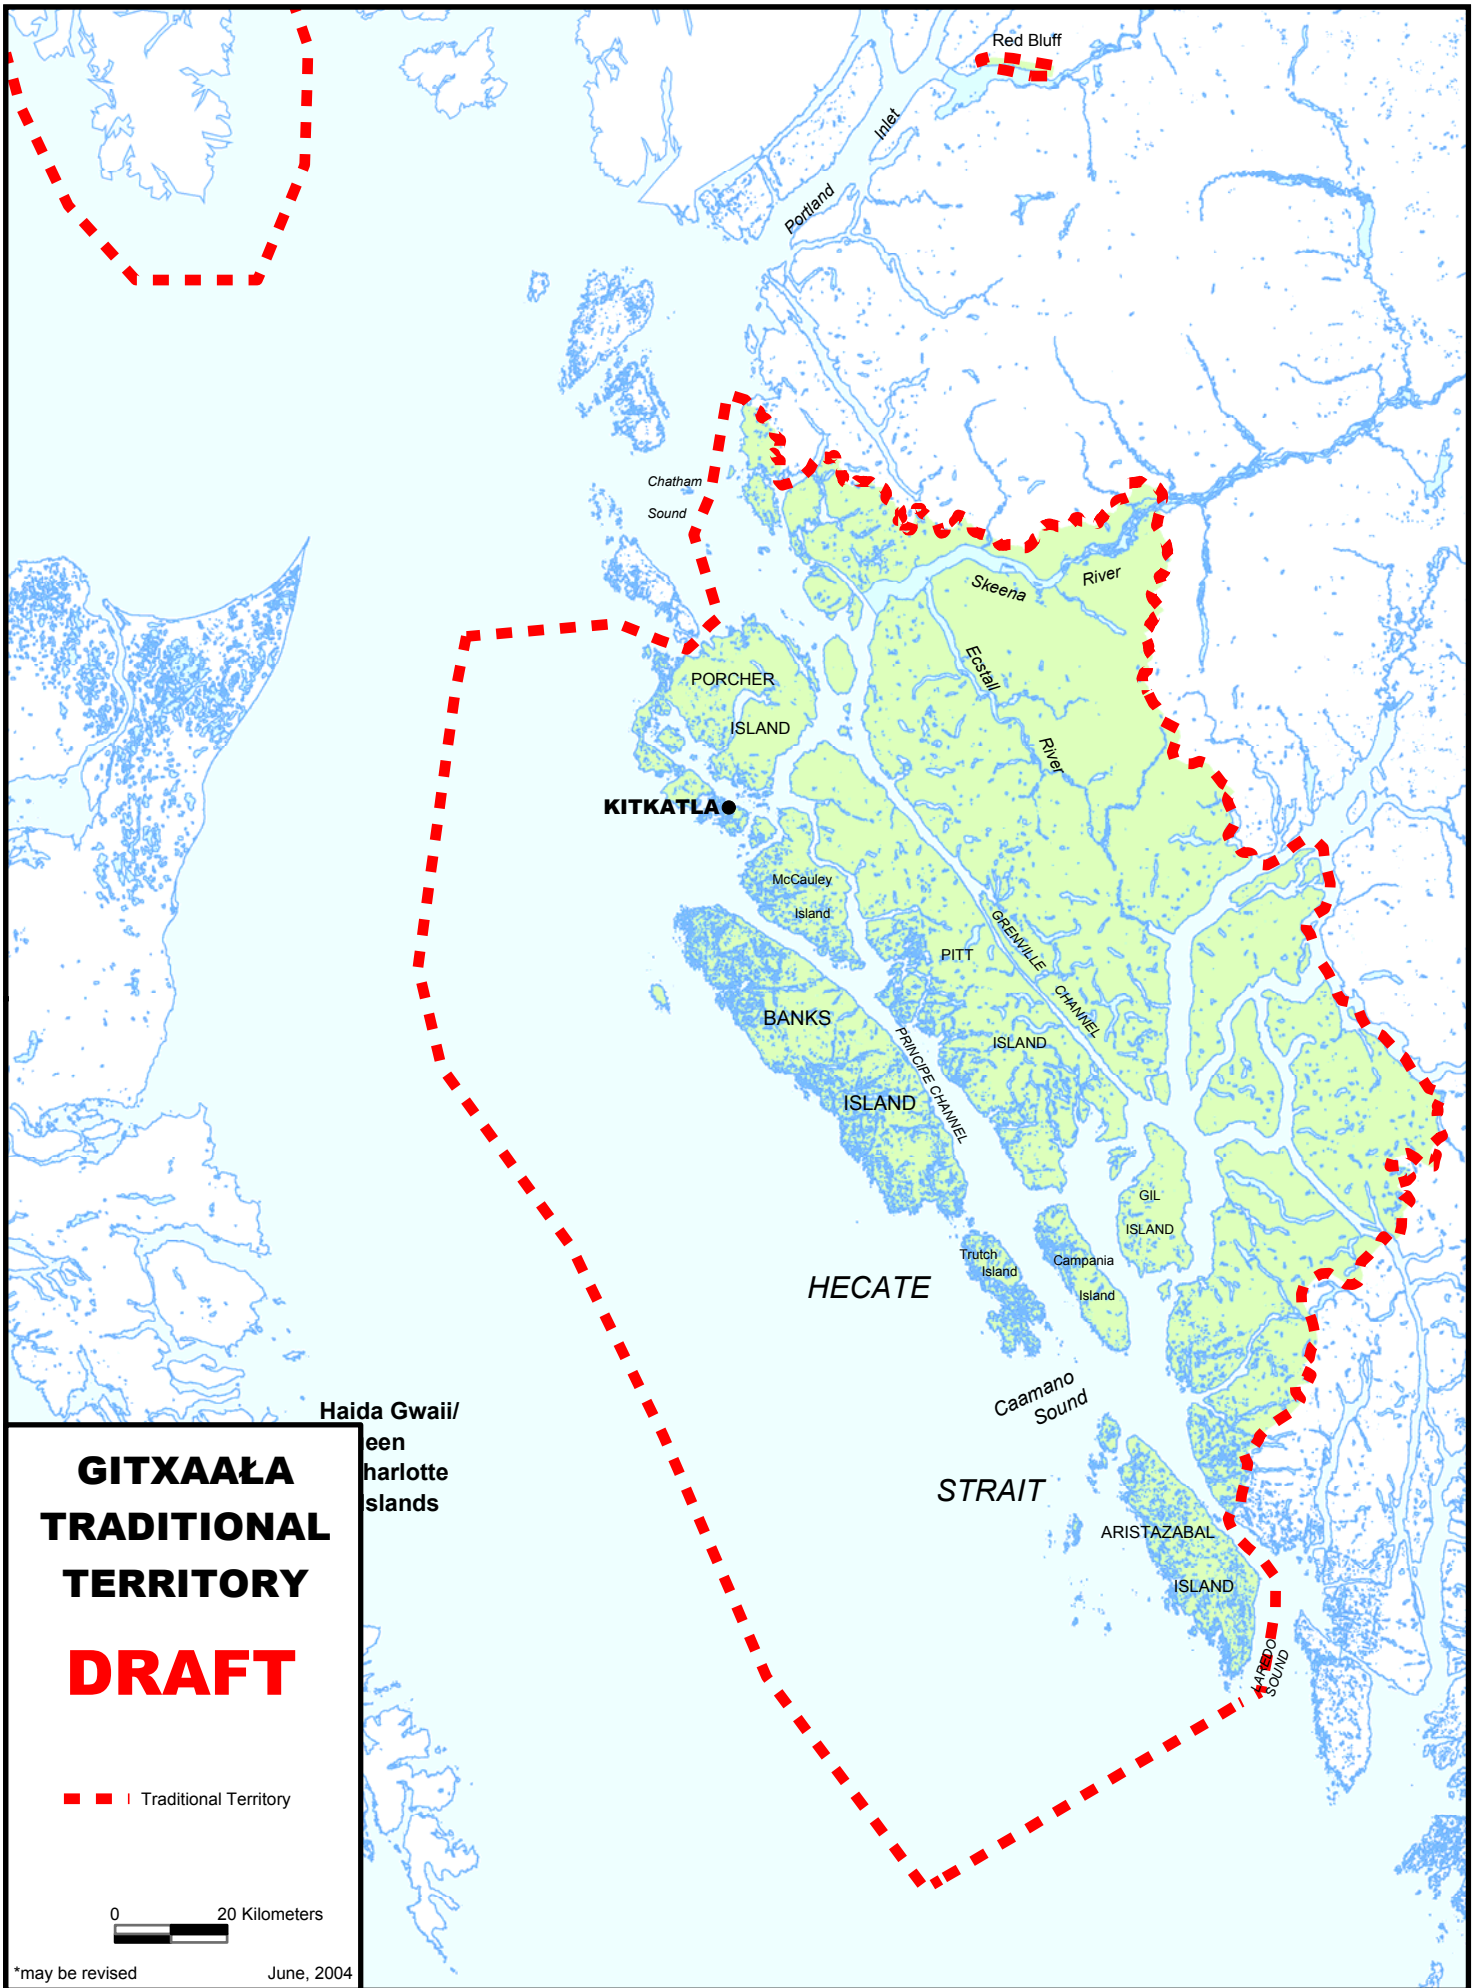 Red Bluff
Inlet
Portland
Chatham
Sound
Skeena
River
Ecstall
River
PORCHER
ISLAND
KITKATLA
McCauley
Island
GRENVILLE
CHANNEL
PITT
ISLAND
BANKS
ISLAND
PRINCIPE CHANNEL
GIL
ISLAND
Trutch
Island
Campania
Island
HECATE
Caamano
Sound
STRAIT
ARISTAZABAL
ISLAND
LAREDO
SOUND
Haida Gwaii/
een
harlotte
slands
GITXAAŁA
TRADITIONAL
TERRITORY
DRAFT
Traditional Territory
0 20 Kilometers
*may be revised June, 2004